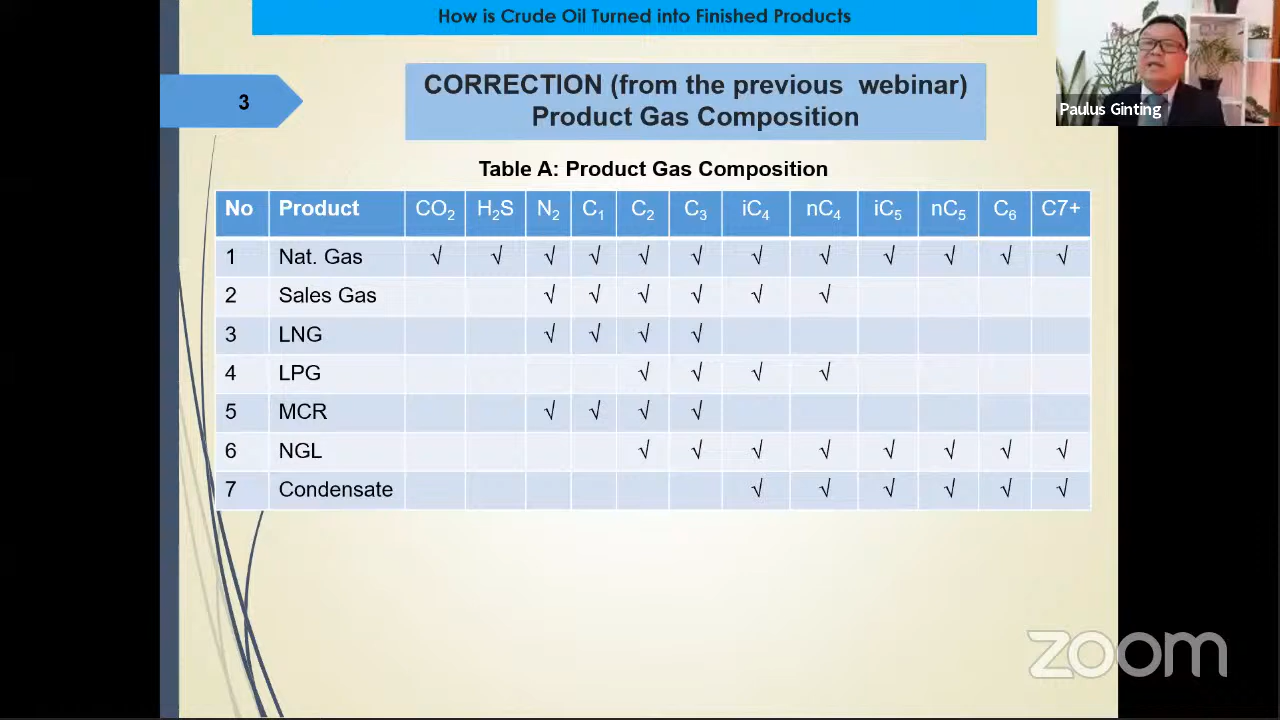 How is Crude Oil Turned into Finished Products
3
CORRECTION (from the previous webinar)
Product Gas Composition
Paulus Ginting
Table A: Product Gas Composition
No Product CO₂ H₂S N₂ C₁ C₂ C₃ iC₄ nC₄ iC₅ nC₅ C₆ C7+
1 Nat. Gas √ √ √ √ √ √ √ √ √ √ √ √
2 Sales Gas √ √ √ √ √ √
3 LNG √ √ √ √
4 LPG √ √ √ √
5 MCR √ √ √ √
6 NGL √ √ √ √ √ √ √ √
7 Condensate √ √ √ √ √ √
zoom